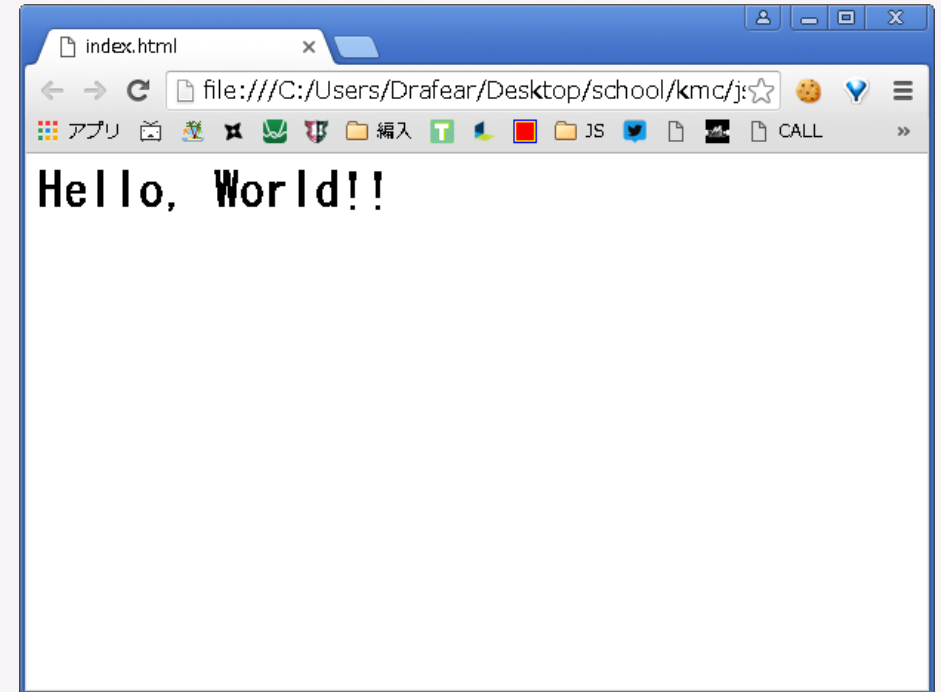 index.html
file:///C:/Users/Drafear/Desktop/school/kmc/j
アプリ 編入 T JS CALL »
Hello, World!!